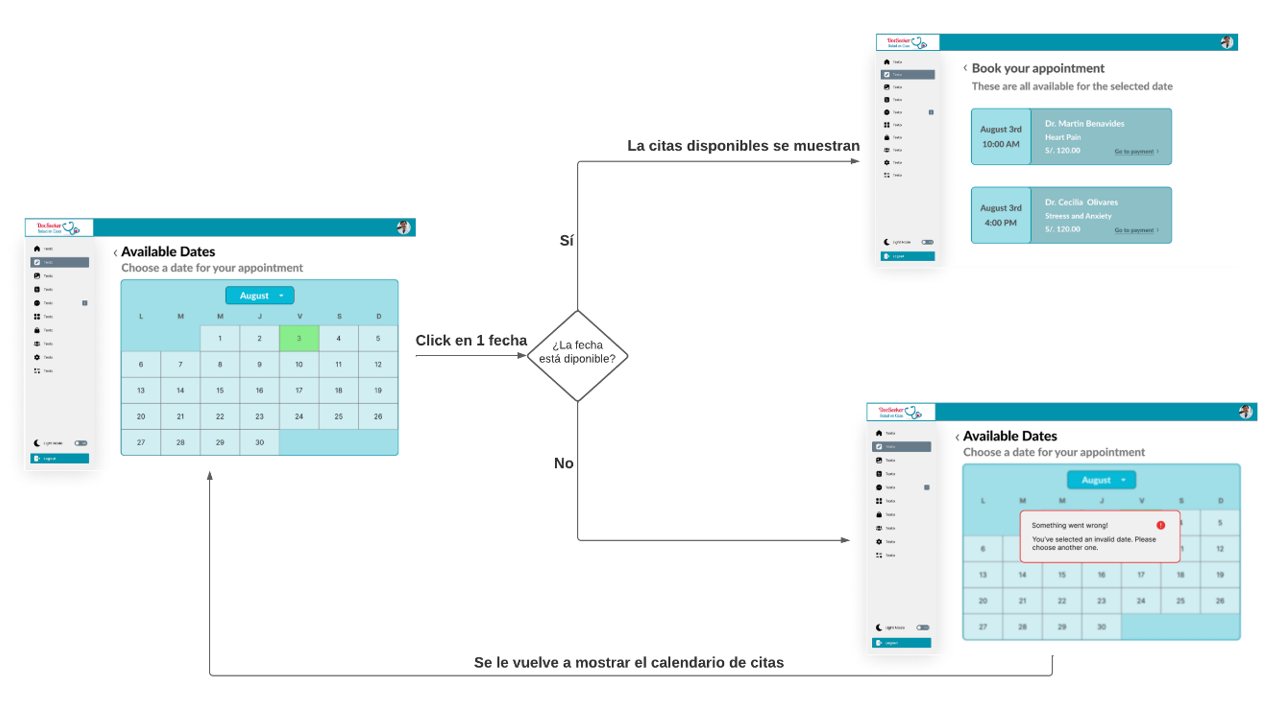 DocSeeker
Salud en Casa
Texto
Texto
Texto
Texto
Texto
Texto
Texto
Texto
Texto
Texto
Light Mode
Logout
‹ Available Dates
Choose a date for your appointment
August
L M M J V S D
1 2 3 4 5
6 7 8 9 10 11 12
13 14 15 16 17 18 19
20 21 22 23 24 25 26
27 28 29 30
Click en 1 fecha
¿La fecha
está diponible?
Sí
La citas disponibles se muestran
No
DocSeeker
Salud en Casa
Texto
Texto
Texto
Texto
Texto
Texto
Texto
Texto
Texto
Texto
Light Mode
Logout
‹ Book your appointment
These are all available for the selected date
August 3rd
10:00 AM
Dr. Martin Benavides
Heart Pain
S/. 120.00
Go to payment ›
August 3rd
4:00 PM
Dr. Cecilia Olivares
Streess and Anxiety
S/. 120.00
Go to payment ›
DocSeeker
Salud en Casa
Texto
Texto
Texto
Texto
Texto
Texto
Texto
Texto
Texto
Texto
Light Mode
Logout
‹ Available Dates
Choose a date for your appointment
August
L M M J V S D
5
Something went wrong!
You've selected an invalid date. Please
choose another one.
6 12
13 14 15 16 17 18 19
20 21 22 23 24 25 26
27 28 29 30
Se le vuelve a mostrar el calendario de citas